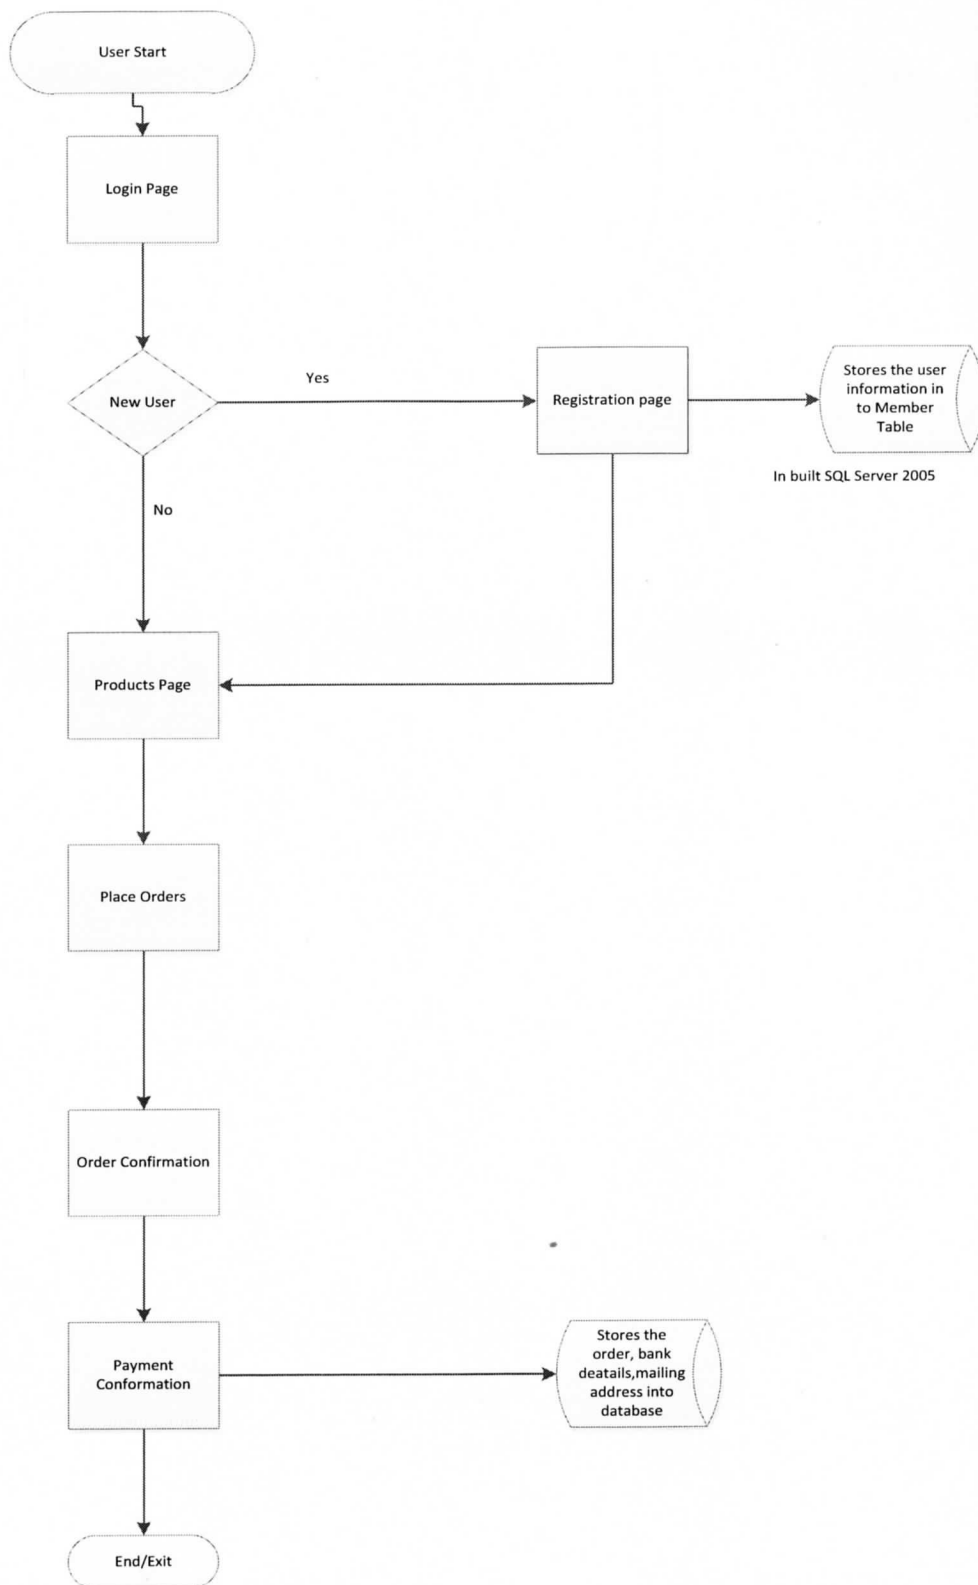 User Start
Login Page
New User
Yes
Registration page
Stores the user
information in
to Member
Table
In built SQL Server 2005
No
Products Page
Place Orders
Order Confirmation
Payment
Conformation
Stores the
order, bank
deatails,mailing
address into
database
End/Exit